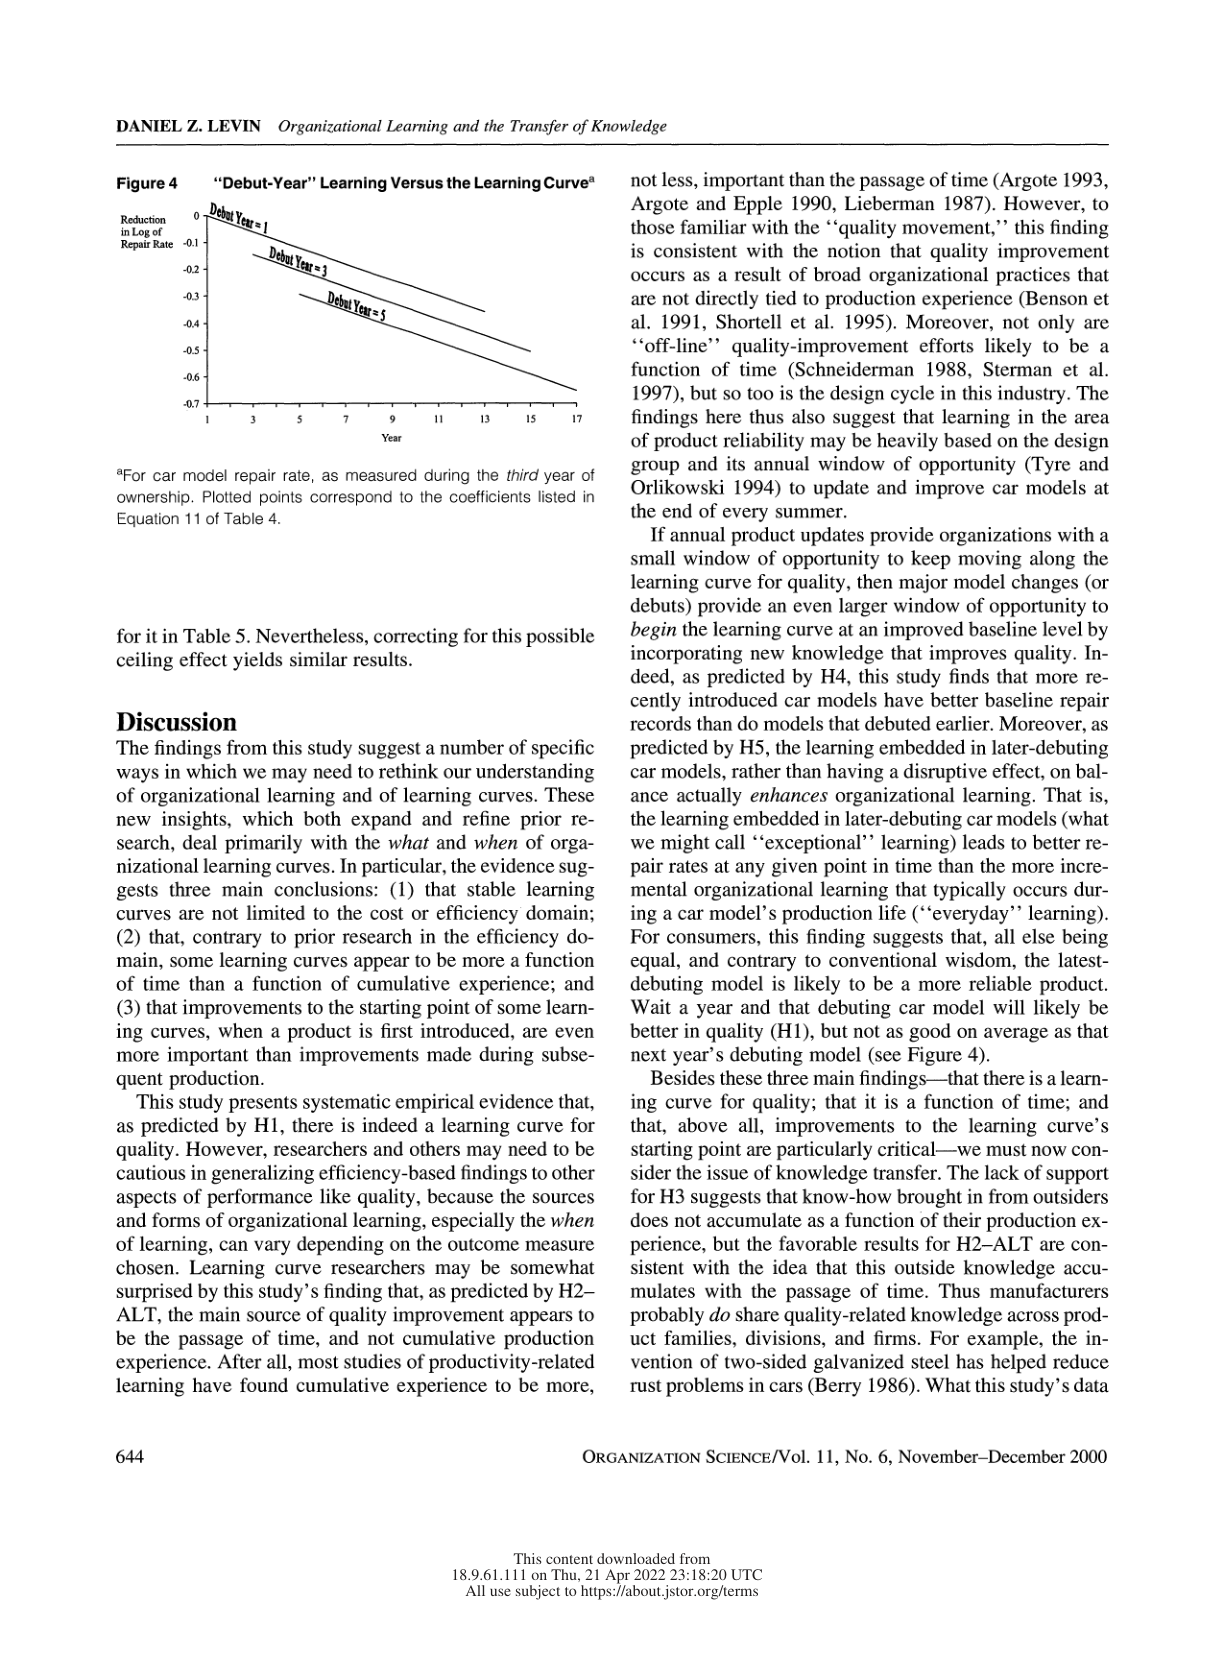 DANIEL Z. LEVIN Organizational Learning and the Transfer of Knowledge
Figure 4 “Debut-Year” Learning Versus the Learning Curveᵃ
Reduction
in Log of
Repair Rate
0
-0.1
-0.2
-0.3
-0.4
-0.5
-0.6
-0.7
Debut Year = 1
Debut Year = 3
Debut Year = 5
1 3 5 7 9 11 13 15 17
Year
ᵃFor car model repair rate, as measured during the third year of
ownership. Plotted points correspond to the coefficients listed in
Equation 11 of Table 4.
for it in Table 5. Nevertheless, correcting for this possible
ceiling effect yields similar results.
Discussion
The findings from this study suggest a number of specific
ways in which we may need to rethink our understanding
of organizational learning and of learning curves. These
new insights, which both expand and refine prior re-
search, deal primarily with the what and when of orga-
nizational learning curves. In particular, the evidence sug-
gests three main conclusions: (1) that stable learning
curves are not limited to the cost or efficiency domain;
(2) that, contrary to prior research in the efficiency do-
main, some learning curves appear to be more a function
of time than a function of cumulative experience; and
(3) that improvements to the starting point of some learn-
ing curves, when a product is first introduced, are even
more important than improvements made during subse-
quent production.
This study presents systematic empirical evidence that,
as predicted by H1, there is indeed a learning curve for
quality. However, researchers and others may need to be
cautious in generalizing efficiency-based findings to other
aspects of performance like quality, because the sources
and forms of organizational learning, especially the when
of learning, can vary depending on the outcome measure
chosen. Learning curve researchers may be somewhat
surprised by this study’s finding that, as predicted by H2–
ALT, the main source of quality improvement appears to
be the passage of time, and not cumulative production
experience. After all, most studies of productivity-related
learning have found cumulative experience to be more,
not less, important than the passage of time (Argote 1993,
Argote and Epple 1990, Lieberman 1987). However, to
those familiar with the ‘‘quality movement,’’ this finding
is consistent with the notion that quality improvement
occurs as a result of broad organizational practices that
are not directly tied to production experience (Benson et
al. 1991, Shortell et al. 1995). Moreover, not only are
‘‘off-line’’ quality-improvement efforts likely to be a
function of time (Schneiderman 1988, Sterman et al.
1997), but so too is the design cycle in this industry. The
findings here thus also suggest that learning in the area
of product reliability may be heavily based on the design
group and its annual window of opportunity (Tyre and
Orlikowski 1994) to update and improve car models at
the end of every summer.
If annual product updates provide organizations with a
small window of opportunity to keep moving along the
learning curve for quality, then major model changes (or
debuts) provide an even larger window of opportunity to
begin the learning curve at an improved baseline level by
incorporating new knowledge that improves quality. In-
deed, as predicted by H4, this study finds that more re-
cently introduced car models have better baseline repair
records than do models that debuted earlier. Moreover, as
predicted by H5, the learning embedded in later-debuting
car models, rather than having a disruptive effect, on bal-
ance actually enhances organizational learning. That is,
the learning embedded in later-debuting car models (what
we might call ‘‘exceptional’’ learning) leads to better re-
pair rates at any given point in time than the more incre-
mental organizational learning that typically occurs dur-
ing a car model’s production life (‘‘everyday’’ learning).
For consumers, this finding suggests that, all else being
equal, and contrary to conventional wisdom, the latest-
debuting model is likely to be a more reliable product.
Wait a year and that debuting car model will likely be
better in quality (H1), but not as good on average as that
next year’s debuting model (see Figure 4).
Besides these three main findings—that there is a learn-
ing curve for quality; that it is a function of time; and
that, above all, improvements to the learning curve’s
starting point are particularly critical—we must now con-
sider the issue of knowledge transfer. The lack of support
for H3 suggests that know-how brought in from outsiders
does not accumulate as a function of their production ex-
perience, but the favorable results for H2–ALT are con-
sistent with the idea that this outside knowledge accu-
mulates with the passage of time. Thus manufacturers
probably do share quality-related knowledge across prod-
uct families, divisions, and firms. For example, the in-
vention of two-sided galvanized steel has helped reduce
rust problems in cars (Berry 1986). What this study’s data
644 ORGANIZATION SCIENCE/Vol. 11, No. 6, November–December 2000
This content downloaded from
18.9.61.111 on Thu, 21 Apr 2022 23:18:20 UTC
All use subject to https://about.jstor.org/terms